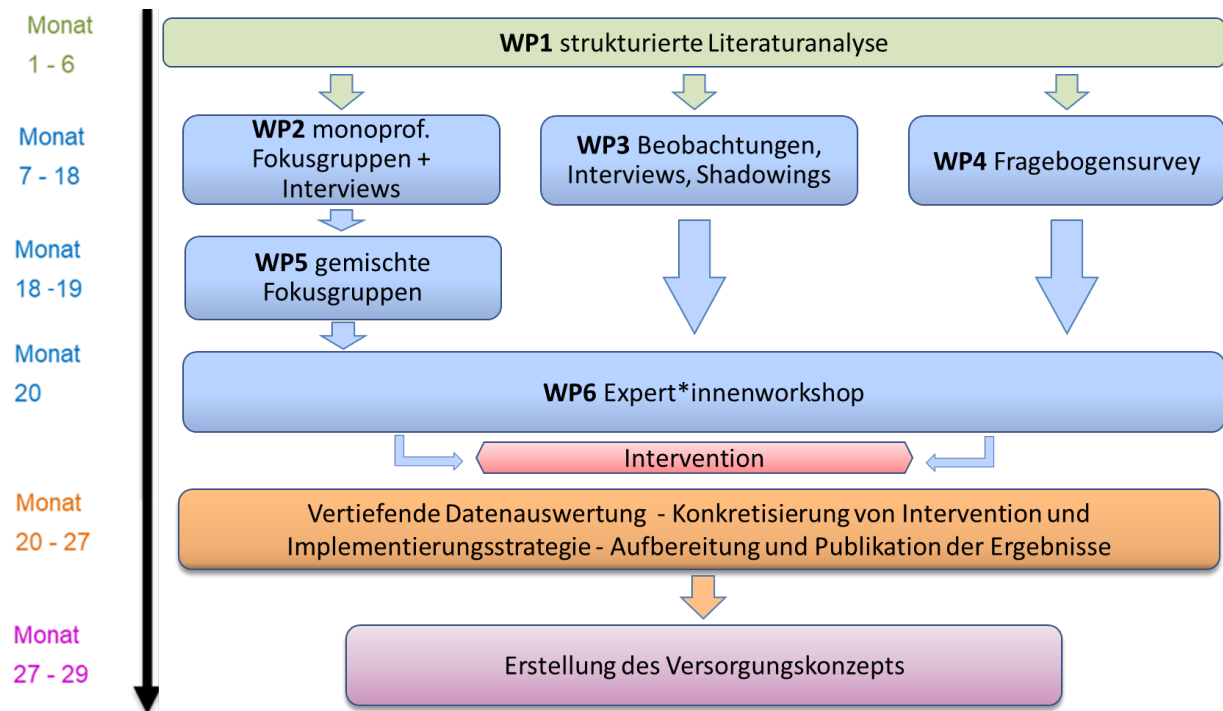 Monat
1 - 6
WP1 strukturierte Literaturanalyse
Monat
7 - 18
WP2 monoprof.
Fokusgruppen +
Interviews
WP3 Beobachtungen,
Interviews, Shadowings
WP4 Fragebogensurvey
Monat
18 -19
WP5 gemischte
Fokusgruppen
Monat
20
WP6 Expert*innenworkshop
Intervention
Monat
20 - 27
Vertiefende Datenauswertung - Konkretisierung von Intervention und
Implementierungsstrategie - Aufbereitung und Publikation der Ergebnisse
Monat
27 - 29
Erstellung des Versorgungskonzepts